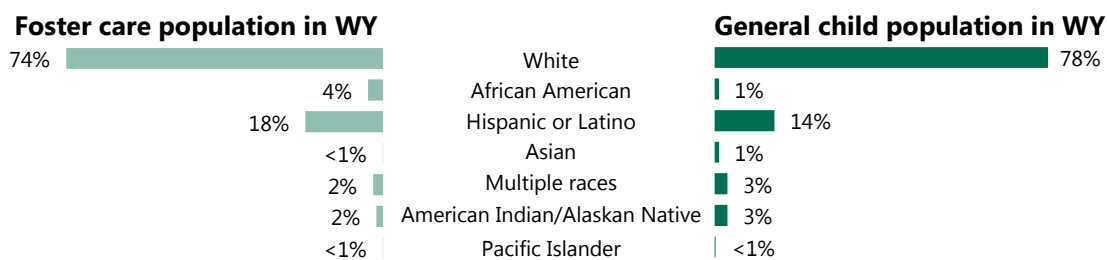 Foster care population in WY General child population in WY
74% White 78%
4% African American 1%
18% Hispanic or Latino 14%
<1% Asian 1%
2% Multiple races 3%
2% American Indian/Alaskan Native 3%
<1% Pacific Islander <1%